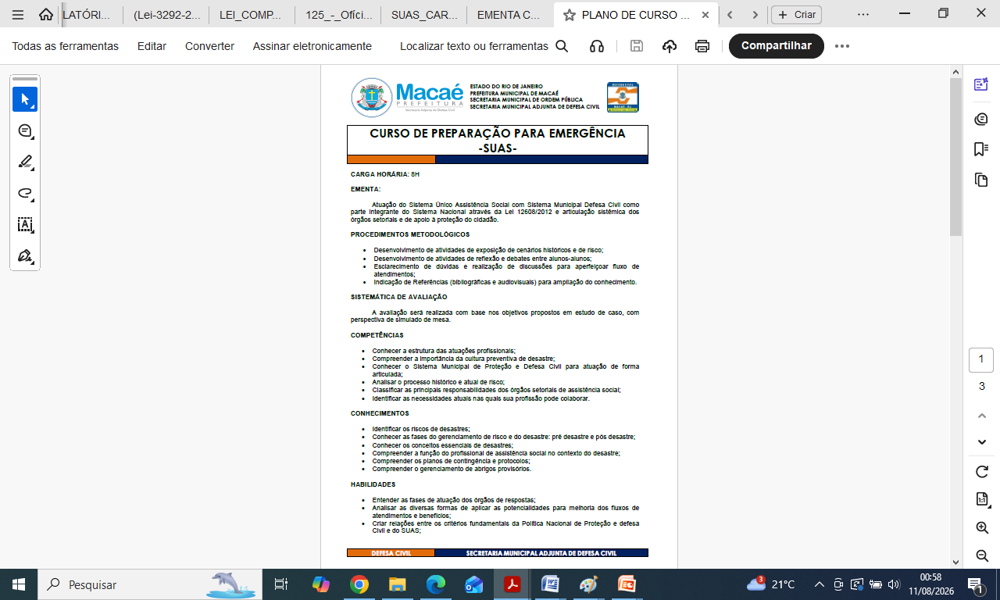 LATÓRI...
(Lei-3292-2...
LEI_COMP...
125_-_Ofíci...
SUAS_CAR...
EMENTA C...
PLANO DE CURSO ...
Criar
Todas as ferramentas
Editar
Converter
Assinar eletronicamente
Localizar texto ou ferramentas
Compartilhar
Macaé
PREFEITURA
Secretaria Adjunta de Defesa Civil
ESTADO DO RIO DE JANEIRO
PREFEITURA MUNICIPAL DE MACAÉ
SECRETARIA MUNICIPAL DE ORDEM PÚBLICA
SECRETARIA MUNICIPAL ADJUNTA DE DEFESA CIVIL
DEFESA CIVIL
MACAÉ - RJ
CURSO DE PREPARAÇÃO PARA EMERGÊNCIA
-SUAS-
CARGA HORÁRIA: 8H
EMENTA:
Atuação do Sistema Único Assistência Social com Sistema Municipal Defesa Civil como
parte integrante do Sistema Nacional através da Lei 12608/2012 e articulação sistêmica dos
órgãos setoriais e de apoio à proteção do cidadão.
PROCEDIMENTOS METODOLÓGICOS
• Desenvolvimento de atividades de exposição de cenários históricos e de risco;
• Desenvolvimento de atividades de reflexão e debates entre alunos-alunos;
• Esclarecimento de dúvidas e realização de discussões para aperfeiçoar fluxo de
atendimentos;
• Indicação de Referências (bibliográficas e audiovisuais) para ampliação do conhecimento.
SISTEMÁTICA DE AVALIAÇÃO
A avaliação será realizada com base nos objetivos propostos em estudo de caso, com
perspectiva de simulado de mesa.
COMPETÊNCIAS
• Conhecer a estrutura das atuações profissionais;
• Compreender a importância da cultura preventiva de desastre;
• Conhecer o Sistema Municipal de Proteção e Defesa Civil para atuação de forma
articulada;
• Analisar o processo histórico e atual de risco;
• Classificar as principais responsabilidades dos órgãos setoriais de assistência social;
• Identificar as necessidades atuais nas quais sua profissão pode colaborar.
CONHECIMENTOS
• Identificar os riscos de desastres;
• Conhecer as fases do gerenciamento de risco e do desastre: pré desastre e pós desastre;
• Conhecer os conceitos essenciais de desastres;
• Compreender a função do profissional de assistência social no contexto do desastre;
• Compreender os planos de contingência e protocolos;
• Compreender o gerenciamento de abrigos provisórios.
HABILIDADES
• Entender as fases de atuação dos órgãos de respostas;
• Analisar as diversas formas de aplicar as potencialidades para melhoria dos fluxos de
atendimentos e benefícios;
• Criar relações entre os critérios fundamentais da Política Nacional de Proteção e defesa
Civil e do SUAS;
DEFESA CIVIL
SECRETARIA MUNICIPAL ADJUNTA DE DEFESA CIVIL
1
3
1:1
Pesquisar
3
21°C
00:58
11/08/2026
1